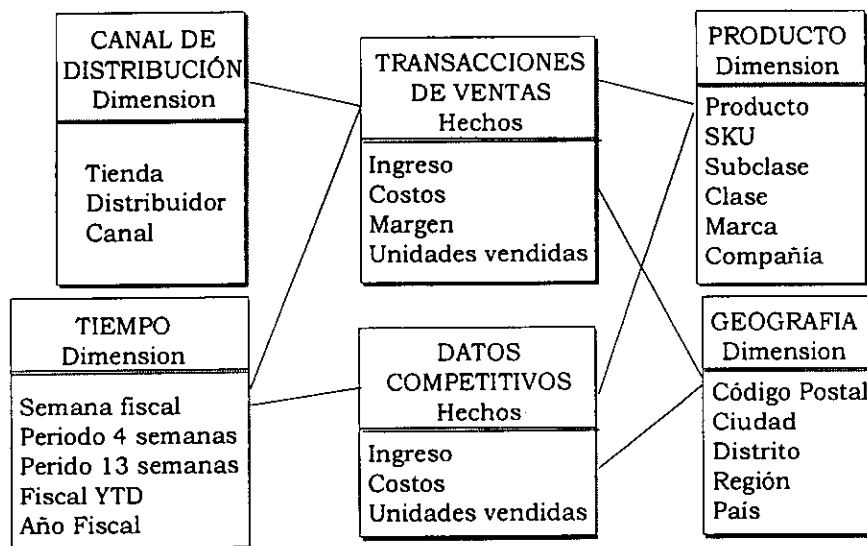 CANAL DE
DISTRIBUCIÓN
Dimension
Tienda
Distribuidor
Canal
TRANSACCIONES
DE VENTAS
Hechos
Ingreso
Costos
Margen
Unidades vendidas
PRODUCTO
Dimension
Producto
SKU
Subclase
Clase
Marca
Compañía
TIEMPO
Dimension
Semana fiscal
Periodo 4 semanas
Perido 13 semanas
Fiscal YTD
Año Fiscal
DATOS
COMPETITIVOS
Hechos
Ingreso
Costos
Unidades vendidas
GEOGRAFIA
Dimension
Código Postal
Ciudad
Distrito
Región
País